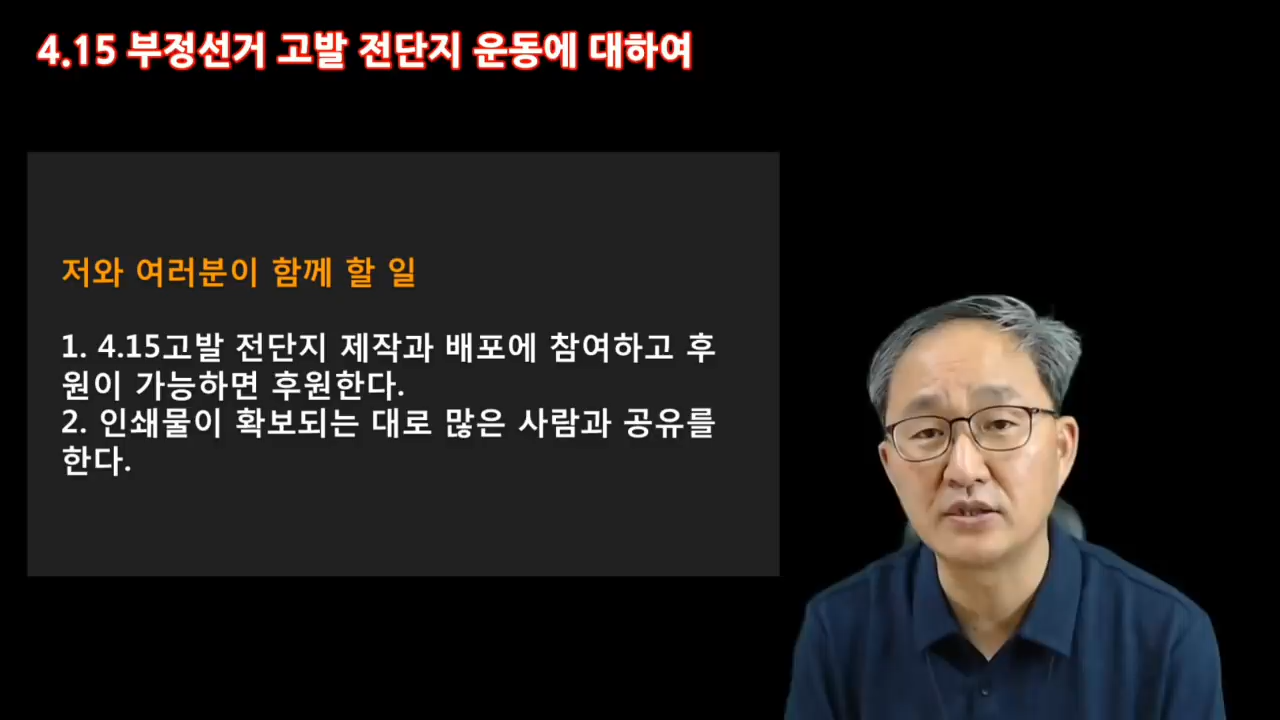 4.15 부정선거 고발 전단지 운동에 대하여
저와 여러분이 함께 할 일
1. 4.15고발 전단지 제작과 배포에 참여하고 후
원이 가능하면 후원한다.
2. 인쇄물이 확보되는 대로 많은 사람과 공유를
한다.